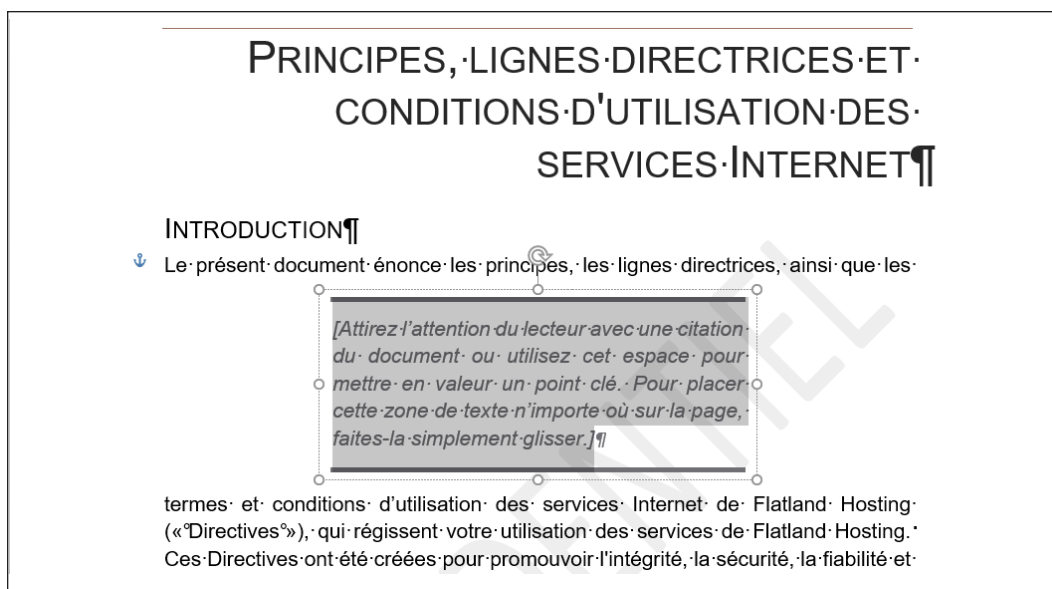 PRINCIPES,·LIGNES·DIRECTRICES·ET·
CONDITIONS·D'UTILISATION·DES·
SERVICES·INTERNET¶
INTRODUCTION¶
Le·présent·document·énonce·les·principes,·les·lignes·directrices,·ainsi·que·les·
[Attirez·l’attention·du·lecteur·avec·une·citation·
du·document·ou·utilisez·cet·espace·pour·
mettre·en·valeur·un·point·clé.·Pour·placer·
cette·zone·de·texte·n’importe·où·sur·la·page,·
faites-la·simplement·glisser.]¶
termes·et·conditions·d’utilisation·des·services·Internet·de·Flatland·Hosting·
(«°Directives°»),·qui·régissent·votre·utilisation·des·services·de·Flatland·Hosting.·
Ces·Directives·ont·été·créées·pour·promouvoir·l'intégrité,·la·sécurité,·la·fiabilité·et·
DENTIEL